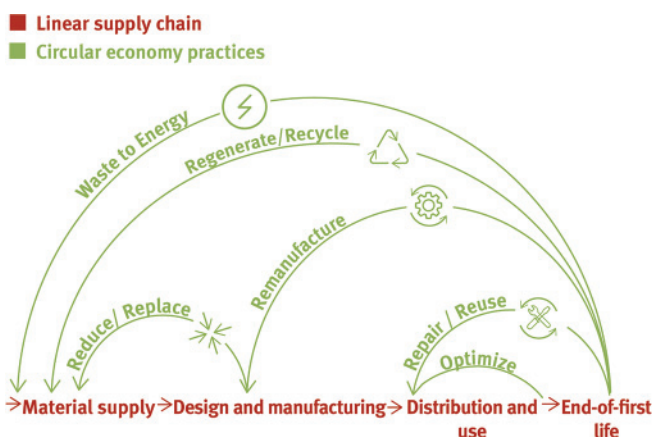 Linear supply chain
Circular economy practices
Waste to Energy
Regenerate/Recycle
Remanufacture
Reduce/ Replace
Repair / Reuse
Optimize
Material supply
Design and manufacturing
Distribution and
use
End-of-first
life